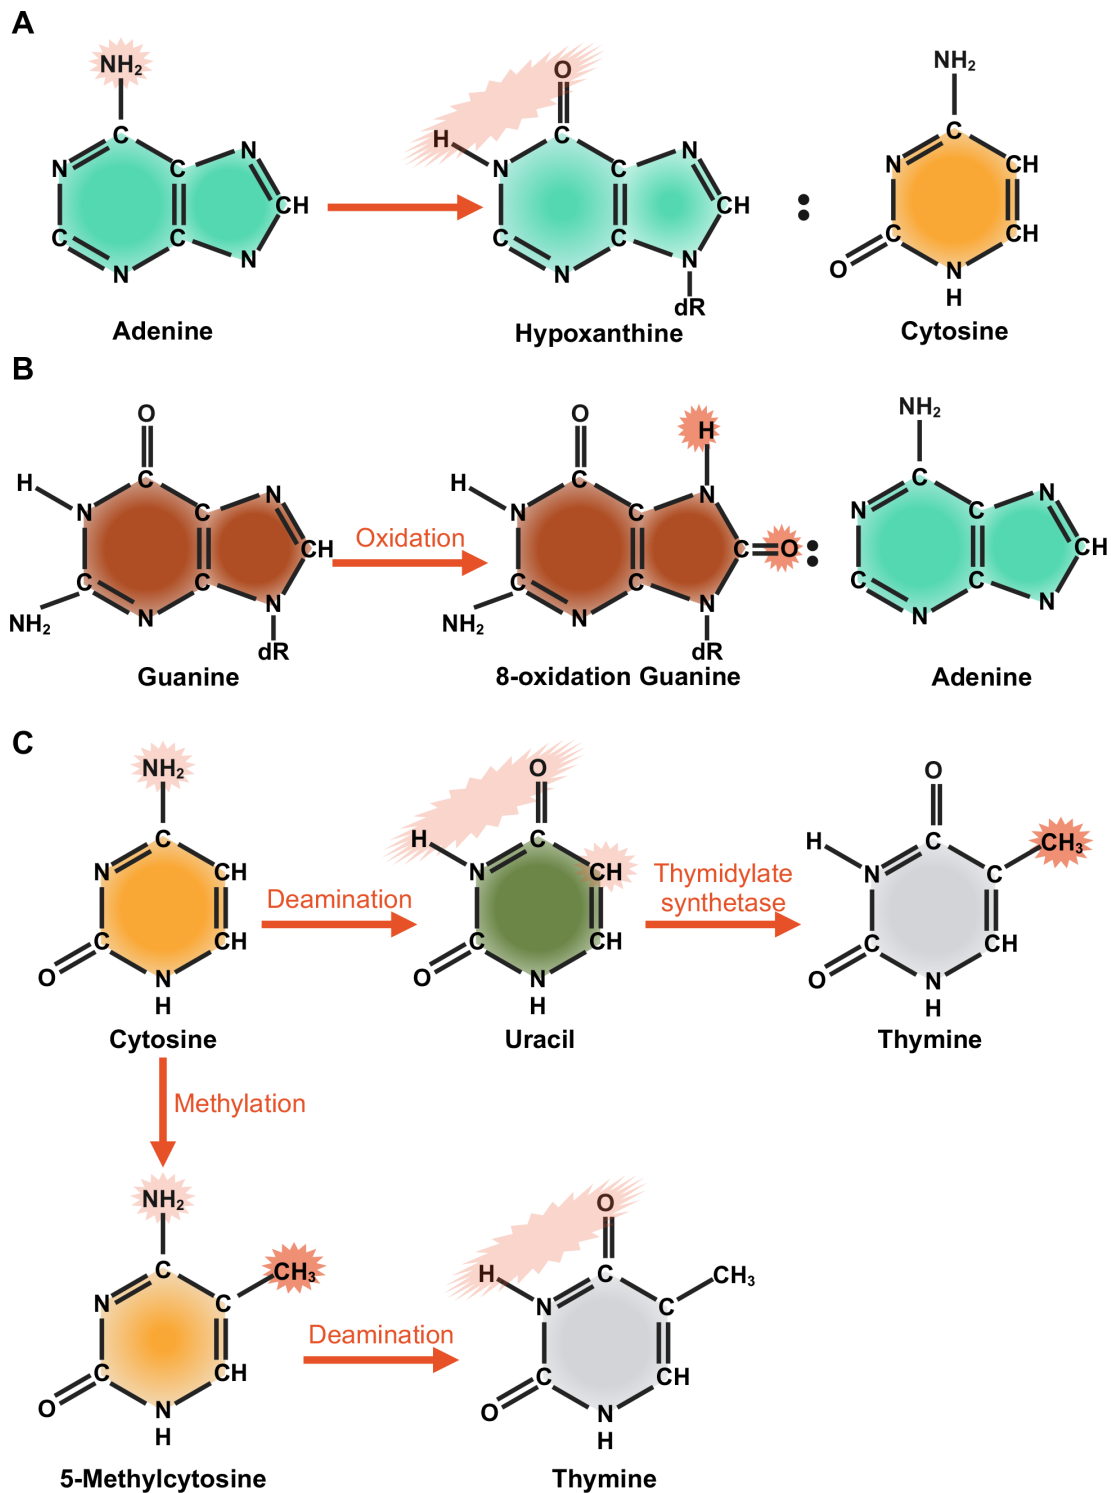 A
NH₂
C
N
N
C
CH
C
C
N
N
Adenine
O
H
C
N
N
C
CH
C
C
N
N
dR
Hypoxanthine
:
NH₂
C
N
CH
C
CH
O
N
H
Cytosine
B
O
H
C
N
N
C
CH
C
C
N
NH₂
N
dR
Guanine
Oxidation
O
H
H
C
N
N
C
C=O
C
C
N
NH₂
N
dR
8-oxidation Guanine
:
NH₂
C
N
N
C
CH
C
C
N
N
Adenine
C
NH₂
C
N
CH
C
CH
O
N
H
Cytosine
Deamination
O
H
C
N
CH
C
CH
O
N
H
Uracil
Thymidylate
synthetase
O
H
C
CH₃
N
C
C
CH
O
N
H
Thymine
Methylation
NH₂
C
CH₃
N
C
C
CH
O
N
H
5-Methylcytosine
Deamination
O
H
C
CH₃
N
C
C
CH
O
N
H
Thymine